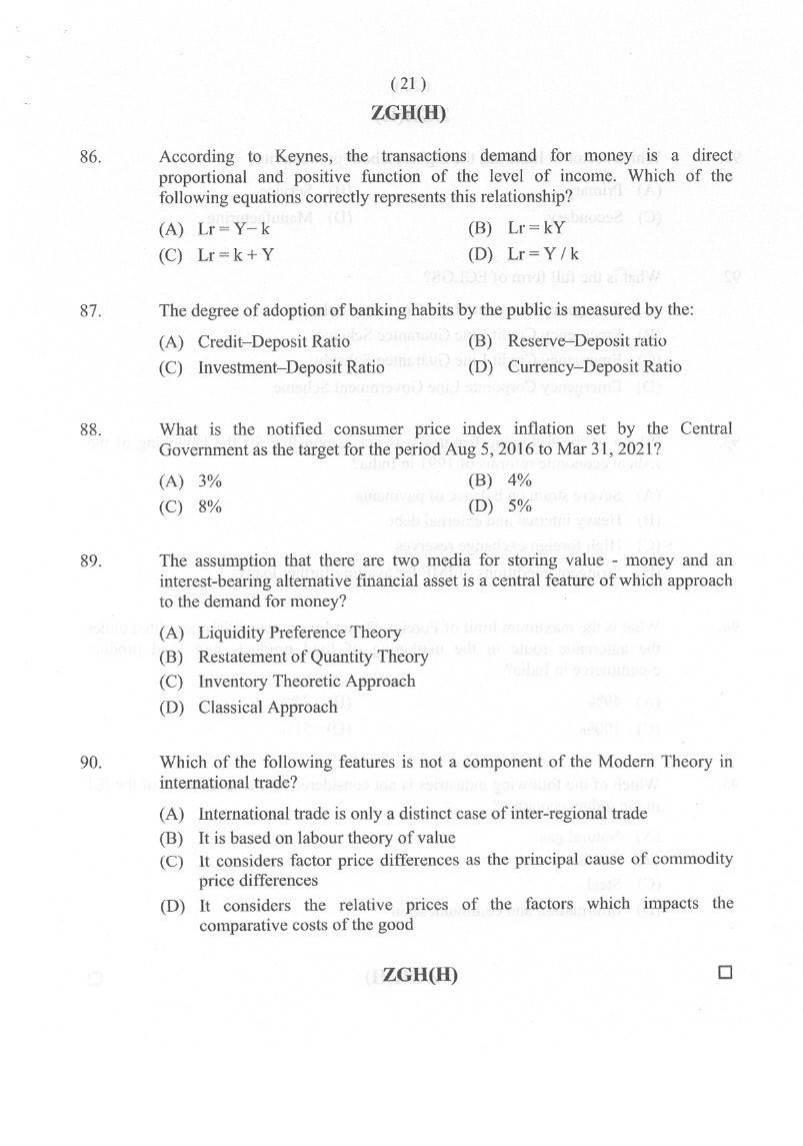 ( 21 )
ZGH(H)
86. According to Keynes, the transactions demand for money is a direct
proportional and positive function of the level of income. Which of the
following equations correctly represents this relationship?
(A) Lr = Y– k (B) Lr = kY
(C) Lr = k + Y (D) Lr = Y / k
87. The degree of adoption of banking habits by the public is measured by the:
(A) Credit–Deposit Ratio (B) Reserve–Deposit ratio
(C) Investment–Deposit Ratio (D) Currency–Deposit Ratio
88. What is the notified consumer price index inflation set by the Central
Government as the target for the period Aug 5, 2016 to Mar 31, 2021?
(A) 3% (B) 4%
(C) 8% (D) 5%
89. The assumption that there are two media for storing value - money and an
interest-bearing alternative financial asset is a central feature of which approach
to the demand for money?
(A) Liquidity Preference Theory
(B) Restatement of Quantity Theory
(C) Inventory Theoretic Approach
(D) Classical Approach
90. Which of the following features is not a component of the Modern Theory in
international trade?
(A) International trade is only a distinct case of inter-regional trade
(B) It is based on labour theory of value
(C) It considers factor price differences as the principal cause of commodity
price differences
(D) It considers the relative prices of the factors which impacts the
comparative costs of the good
ZGH(H)